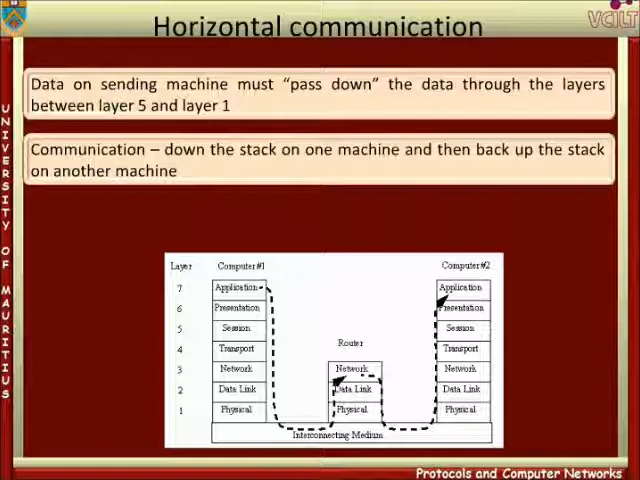 Horizontal communication
VCILT
Data on sending machine must “pass down” the data through the layers
between layer 5 and layer 1
Communication – down the stack on one machine and then back up the stack
on another machine
UNIVERSITY OF MAURITIUS
Layer Computer#1 Computer#2
7 Application Application
6 Presentation Presentation
5 Session Session
4 Transport Router Transport
3 Network Network Network
2 Data Link Data Link Data Link
1 Physical Physical Physical
Interconnecting Medium
Protocols and Computer Networks